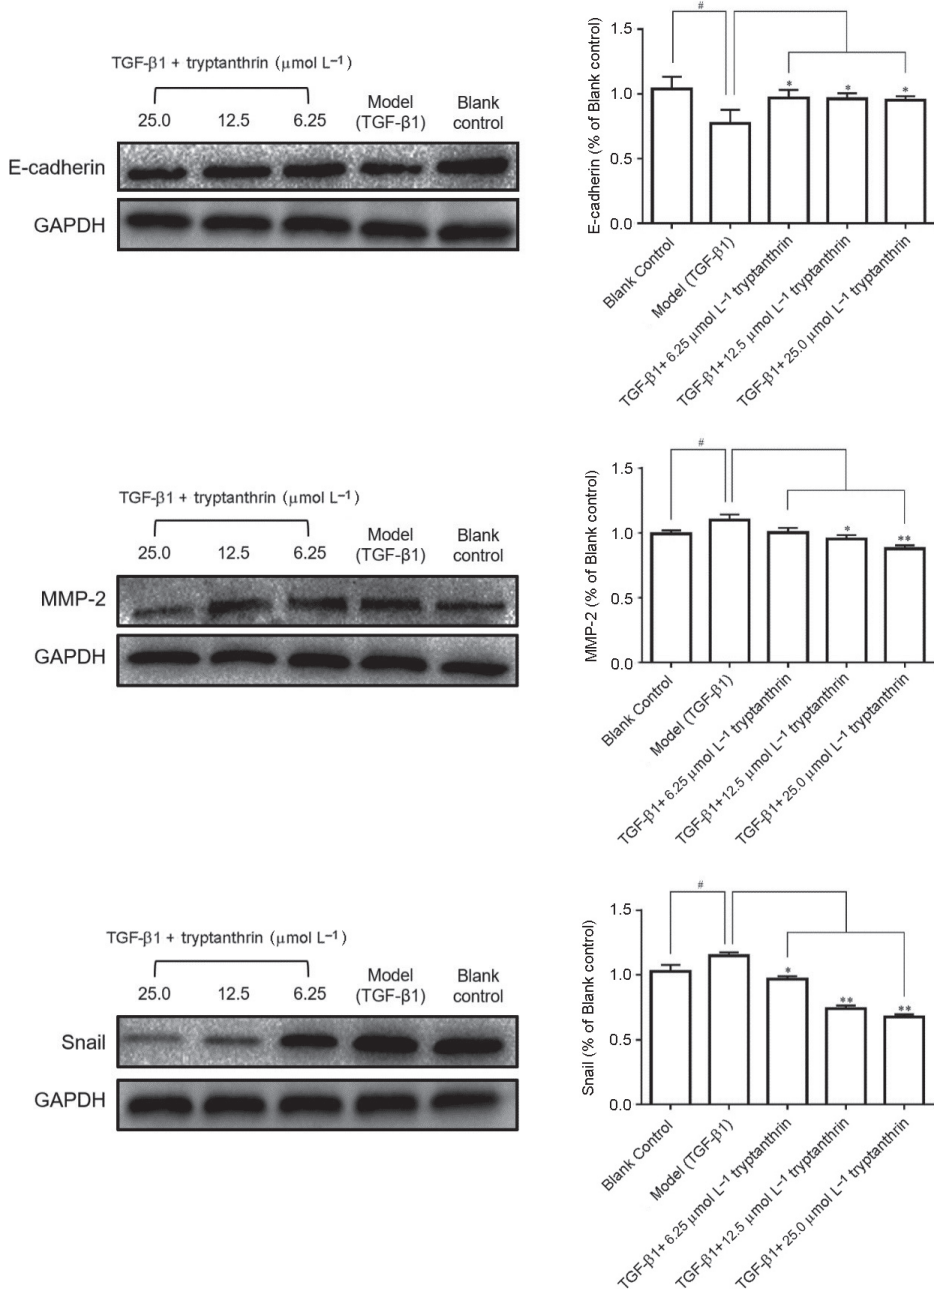 TGF-β1 + tryptanthrin (μmol L⁻¹)
25.0 12.5 6.25 Model (TGF-β1) Blank control
E-cadherin
GAPDH
#
E-cadherin (% of Blank control)
1.5
1.0
0.5
0.0
* * *
Blank Control
Model (TGF-β1)
TGF-β1+ 6.25 μmol L⁻¹ tryptanthrin
TGF-β1+ 12.5 μmol L⁻¹ tryptanthrin
TGF-β1+ 25.0 μmol L⁻¹ tryptanthrin
TGF-β1 + tryptanthrin (μmol L⁻¹)
25.0 12.5 6.25 Model (TGF-β1) Blank control
MMP-2
GAPDH
#
MMP-2 (% of Blank control)
1.5
1.0
0.5
0.0
* **
Blank Control
Model (TGF-β1)
TGF-β1+ 6.25 μmol L⁻¹ tryptanthrin
TGF-β1+ 12.5 μmol L⁻¹ tryptanthrin
TGF-β1+ 25.0 μmol L⁻¹ tryptanthrin
TGF-β1 + tryptanthrin (μmol L⁻¹)
25.0 12.5 6.25 Model (TGF-β1) Blank control
Snail
GAPDH
#
Snail (% of Blank control)
1.5
1.0
0.5
0.0
* ** **
Blank Control
Model (TGF-β1)
TGF-β1+ 6.25 μmol L⁻¹ tryptanthrin
TGF-β1+ 12.5 μmol L⁻¹ tryptanthrin
TGF-β1+ 25.0 μmol L⁻¹ tryptanthrin